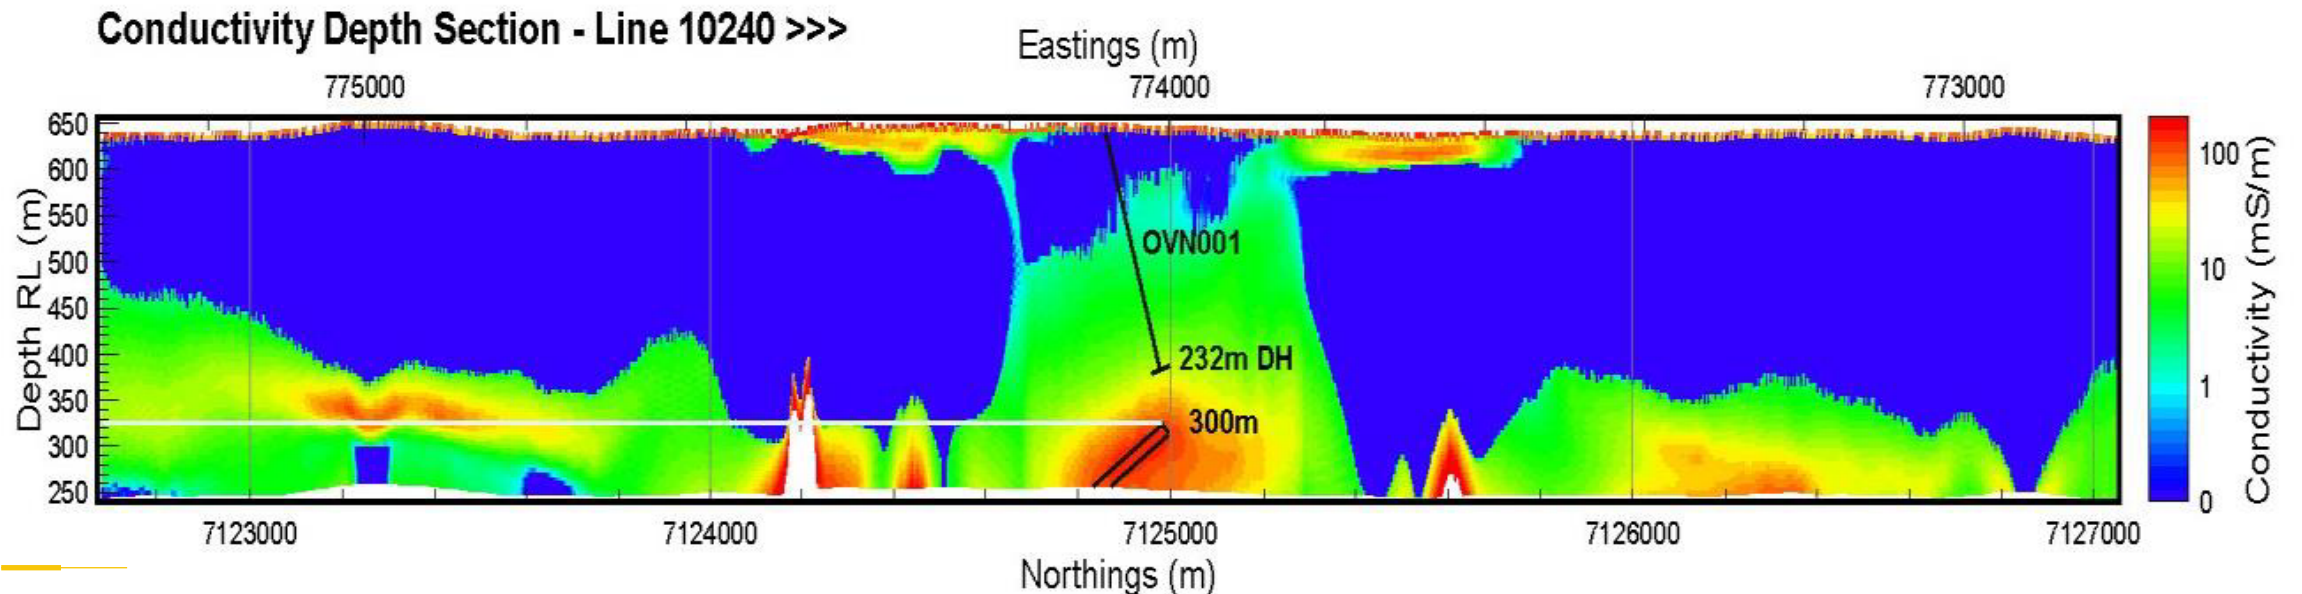 Conductivity Depth Section - Line 10240 >>>
Eastings (m)
775000 774000 773000
Depth RL (m)
650
600
550
500
450
400
350
300
250
OVN001
232m DH
300m
100
10
1
0
Conductivity (mS/m)
7123000 7124000 7125000 7126000 7127000
Northings (m)